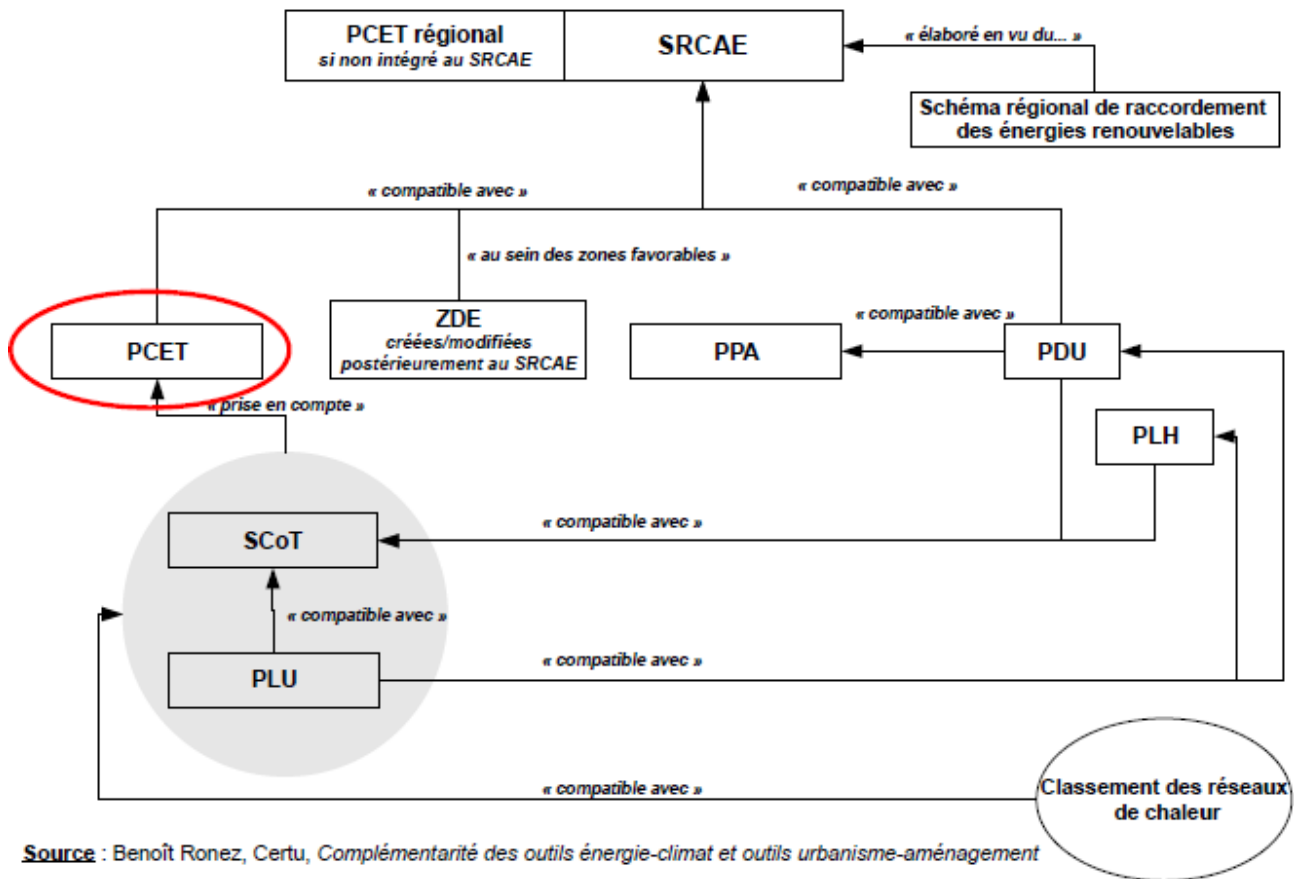 PCET régional
si non intégré au SRCAE
SRCAE
« élaboré en vu du... »
Schéma régional de raccordement
des énergies renouvelables
« compatible avec »
« compatible avec »
« au sein des zones favorables »
PCET
ZDE
créées/modifiées
postérieurement au SRCAE
PPA
« compatible avec »
PDU
« prise en compte »
PLH
SCoT
« compatible avec »
« compatible avec »
PLU
« compatible avec »
« compatible avec »
Classement des réseaux
de chaleur
Source : Benoît Ronez, Certu, Complémentarité des outils énergie-climat et outils urbanisme-aménagement